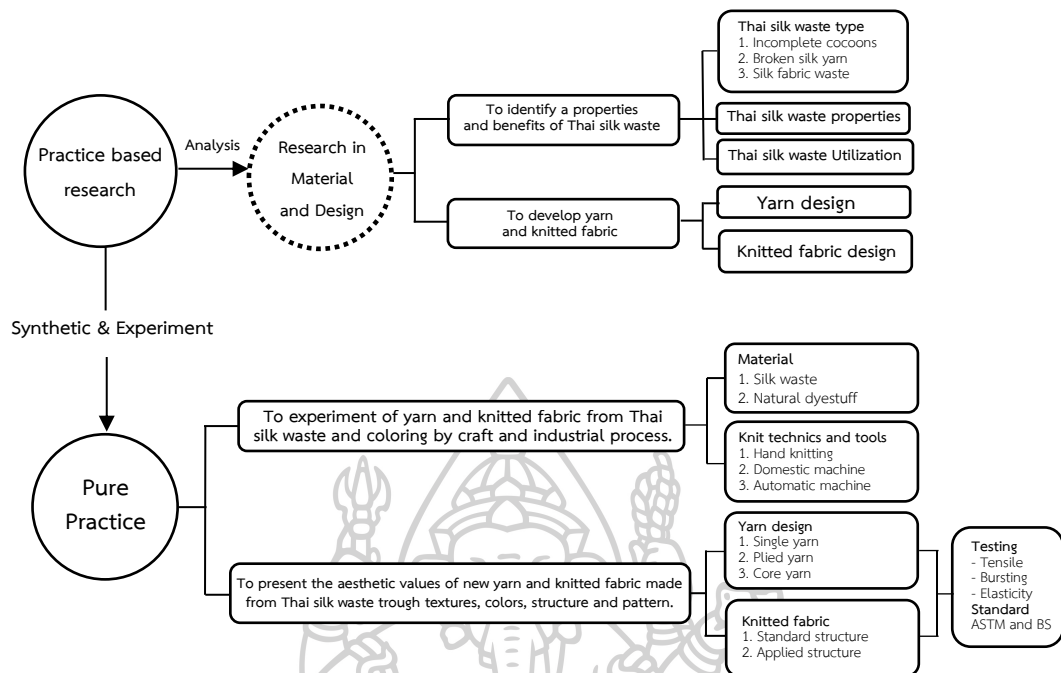 Practice based
research
Analysis
Research in
Material
and Design
To identify a properties
and benefits of Thai silk waste
Thai silk waste type
1. Incomplete cocoons
2. Broken silk yarn
3. Silk fabric waste
Thai silk waste properties
Thai silk waste Utilization
To develop yarn
and knitted fabric
Yarn design
Knitted fabric design
Synthetic & Experiment
Pure
Practice
To experiment of yarn and knitted fabric from Thai
silk waste and coloring by craft and industrial process.
Material
1. Silk waste
2. Natural dyestuff
Knit technics and tools
1. Hand knitting
2. Domestic machine
3. Automatic machine
To present the aesthetic values of new yarn and knitted fabric made
from Thai silk waste trough textures, colors, structure and pattern.
Yarn design
1. Single yarn
2. Plied yarn
3. Core yarn
Knitted fabric
1. Standard structure
2. Applied structure
Testing
- Tensile
- Bursting
- Elasticity
Standard
ASTM and BS